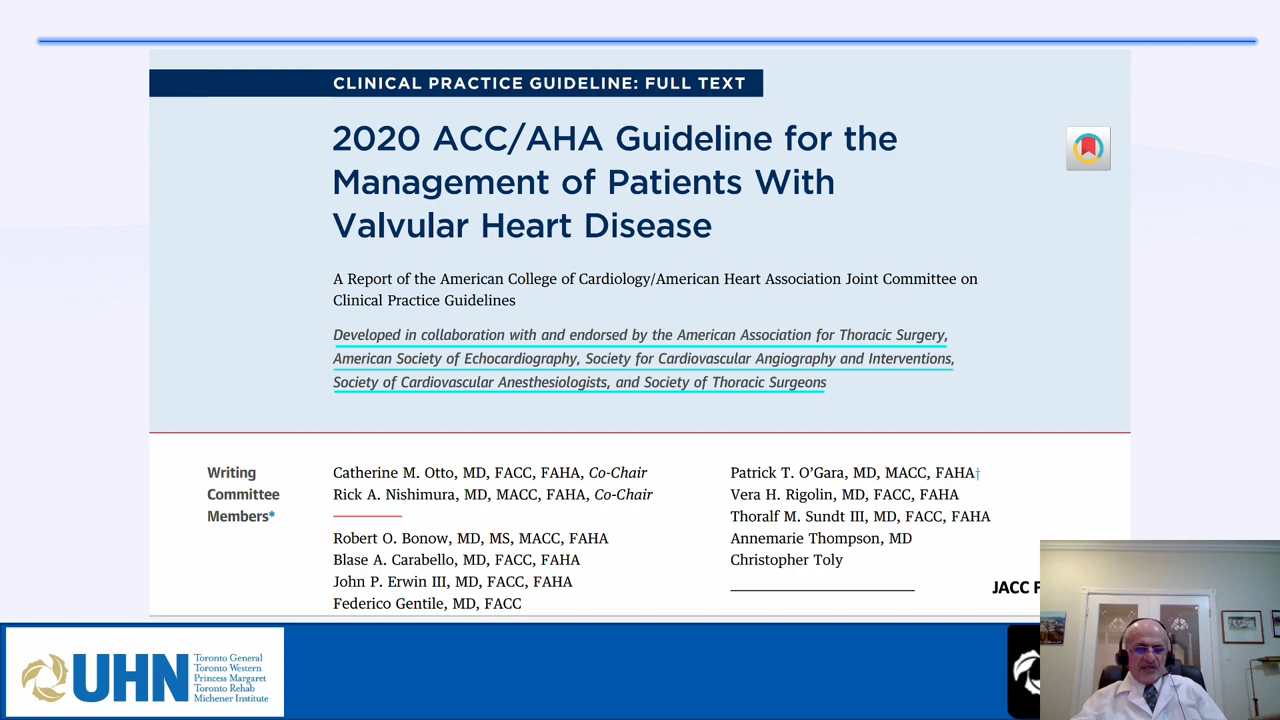 CLINICAL PRACTICE GUIDELINE: FULL TEXT
2020 ACC/AHA Guideline for the
Management of Patients With
Valvular Heart Disease
A Report of the American College of Cardiology/American Heart Association Joint Committee on
Clinical Practice Guidelines
Developed in collaboration with and endorsed by the American Association for Thoracic Surgery,
American Society of Echocardiography, Society for Cardiovascular Angiography and Interventions,
Society of Cardiovascular Anesthesiologists, and Society of Thoracic Surgeons
Writing
Committee
Members*
Catherine M. Otto, MD, FACC, FAHA, Co-Chair
Rick A. Nishimura, MD, MACC, FAHA, Co-Chair
Robert O. Bonow, MD, MS, MACC, FAHA
Blase A. Carabello, MD, FACC, FAHA
John P. Erwin III, MD, FACC, FAHA
Federico Gentile, MD, FACC
Patrick T. O’Gara, MD, MACC, FAHA†
Vera H. Rigolin, MD, FACC, FAHA
Thoralf M. Sundt III, MD, FACC, FAHA
Annemarie Thompson, MD
Christopher Toly
JACC
UHN
Toronto General
Toronto Western
Princess Margaret
Toronto Rehab
Michener Institute